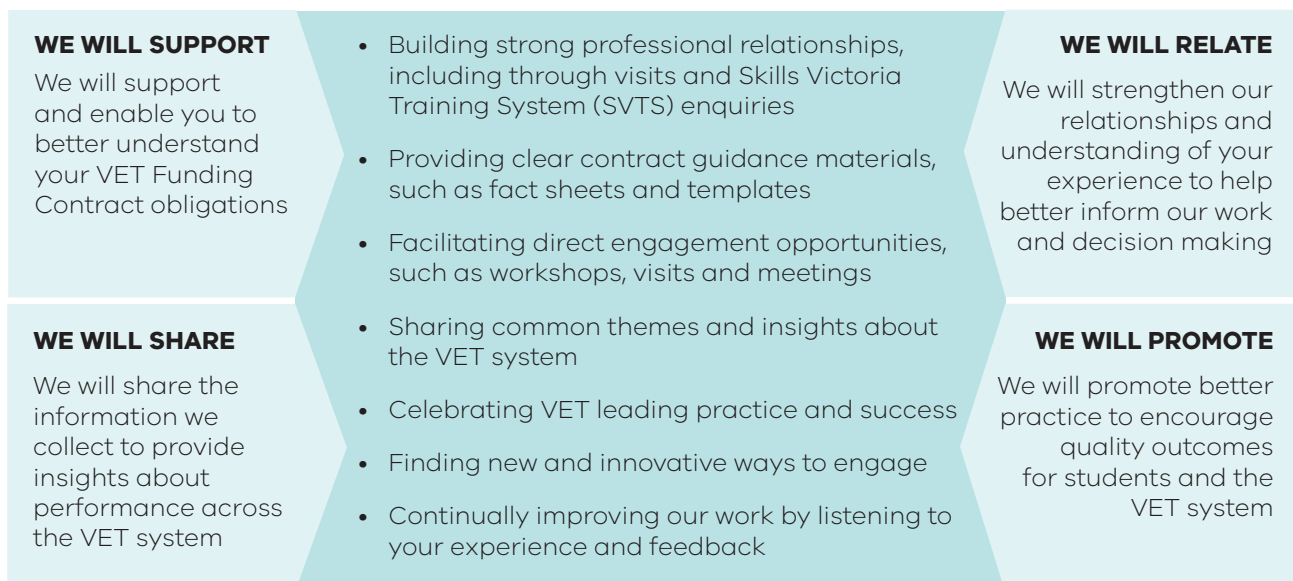 WE WILL SUPPORT
We will support
and enable you to
better understand
your VET Funding
Contract obligations
WE WILL SHARE
We will share the
information we
collect to provide
insights about
performance across
the VET system
• Building strong professional relationships,
including through visits and Skills Victoria
Training System (SVTS) enquiries
• Providing clear contract guidance materials,
such as fact sheets and templates
• Facilitating direct engagement opportunities,
such as workshops, visits and meetings
• Sharing common themes and insights about
the VET system
• Celebrating VET leading practice and success
• Finding new and innovative ways to engage
• Continually improving our work by listening to
your experience and feedback
WE WILL RELATE
We will strengthen our
relationships and
understanding of your
experience to help
better inform our work
and decision making
WE WILL PROMOTE
We will promote better
practice to encourage
quality outcomes
for students and the
VET system